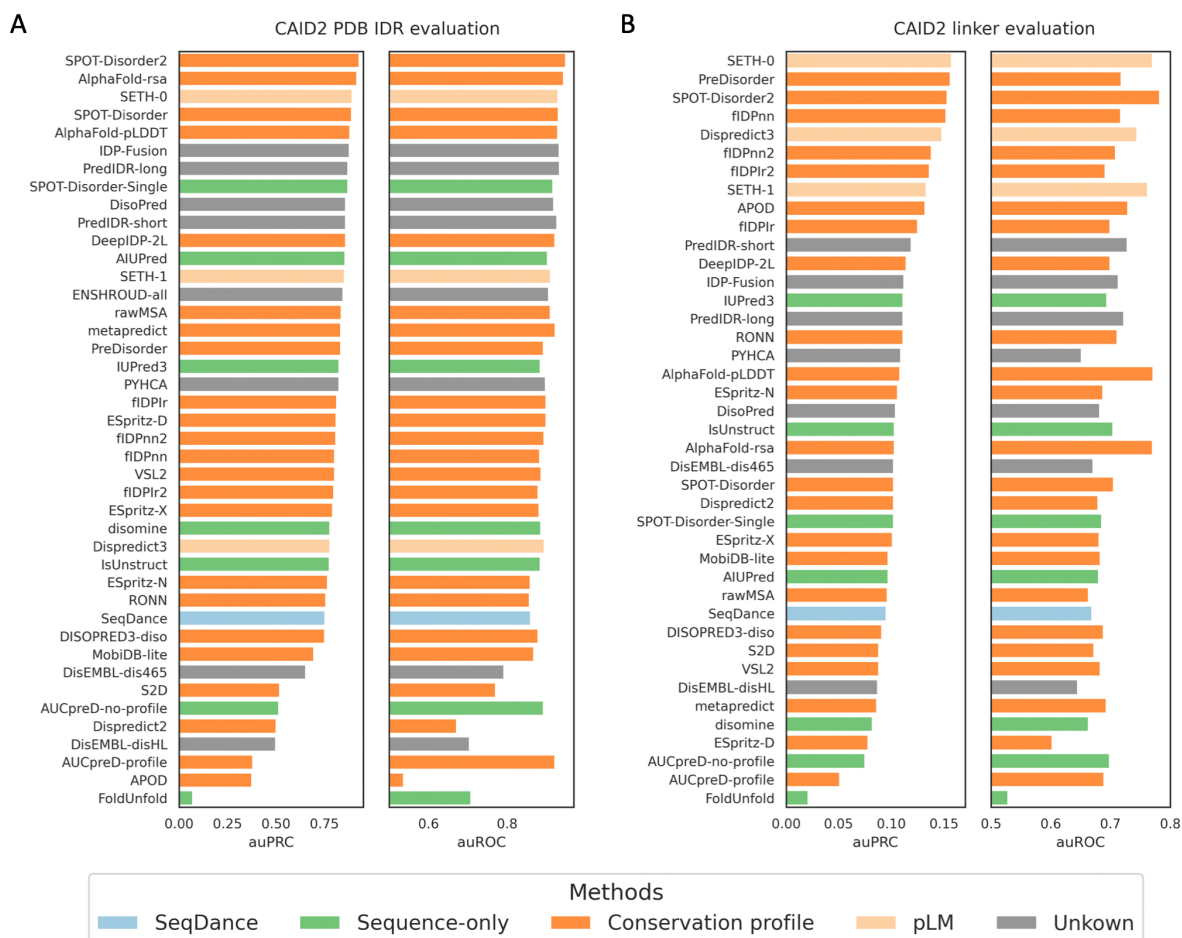 A
CAID2 PDB IDR evaluation
SPOT-Disorder2
AlphaFold-rsa
SETH-0
SPOT-Disorder
AlphaFold-pLDDT
IDP-Fusion
PredIDR-long
SPOT-Disorder-Single
DisoPred
PredIDR-short
DeepIDP-2L
AIUPred
SETH-1
ENSHROUD-all
rawMSA
metapredict
PreDisorder
IUPred3
PYHCA
flDPlr
ESpritz-D
flDPnn2
flDPnn
VSL2
flDPlr2
ESpritz-X
disomine
Dispredict3
IsUnstruct
ESpritz-N
RONN
SeqDance
DISOPRED3-diso
MobiDB-lite
DisEMBL-dis465
S2D
AUCpreD-no-profile
Dispredict2
DisEMBL-disHL
AUCpreD-profile
APOD
FoldUnfold
0.00 0.25 0.50 0.75
auPRC
0.6 0.8
auROC
B
CAID2 linker evaluation
SETH-0
PreDisorder
SPOT-Disorder2
flDPnn
Dispredict3
flDPnn2
flDPlr2
SETH-1
APOD
flDPlr
PredIDR-short
DeepIDP-2L
IDP-Fusion
IUPred3
PredIDR-long
RONN
PYHCA
AlphaFold-pLDDT
ESpritz-N
DisoPred
IsUnstruct
AlphaFold-rsa
DisEMBL-dis465
SPOT-Disorder
Dispredict2
SPOT-Disorder-Single
ESpritz-X
MobiDB-lite
AIUPred
rawMSA
SeqDance
DISOPRED3-diso
S2D
VSL2
DisEMBL-disHL
metapredict
disomine
ESpritz-D
AUCpreD-no-profile
AUCpreD-profile
FoldUnfold
0.00 0.05 0.10 0.15
auPRC
0.5 0.6 0.7 0.8
auROC
Methods
SeqDance Sequence-only Conservation profile pLM Unkown